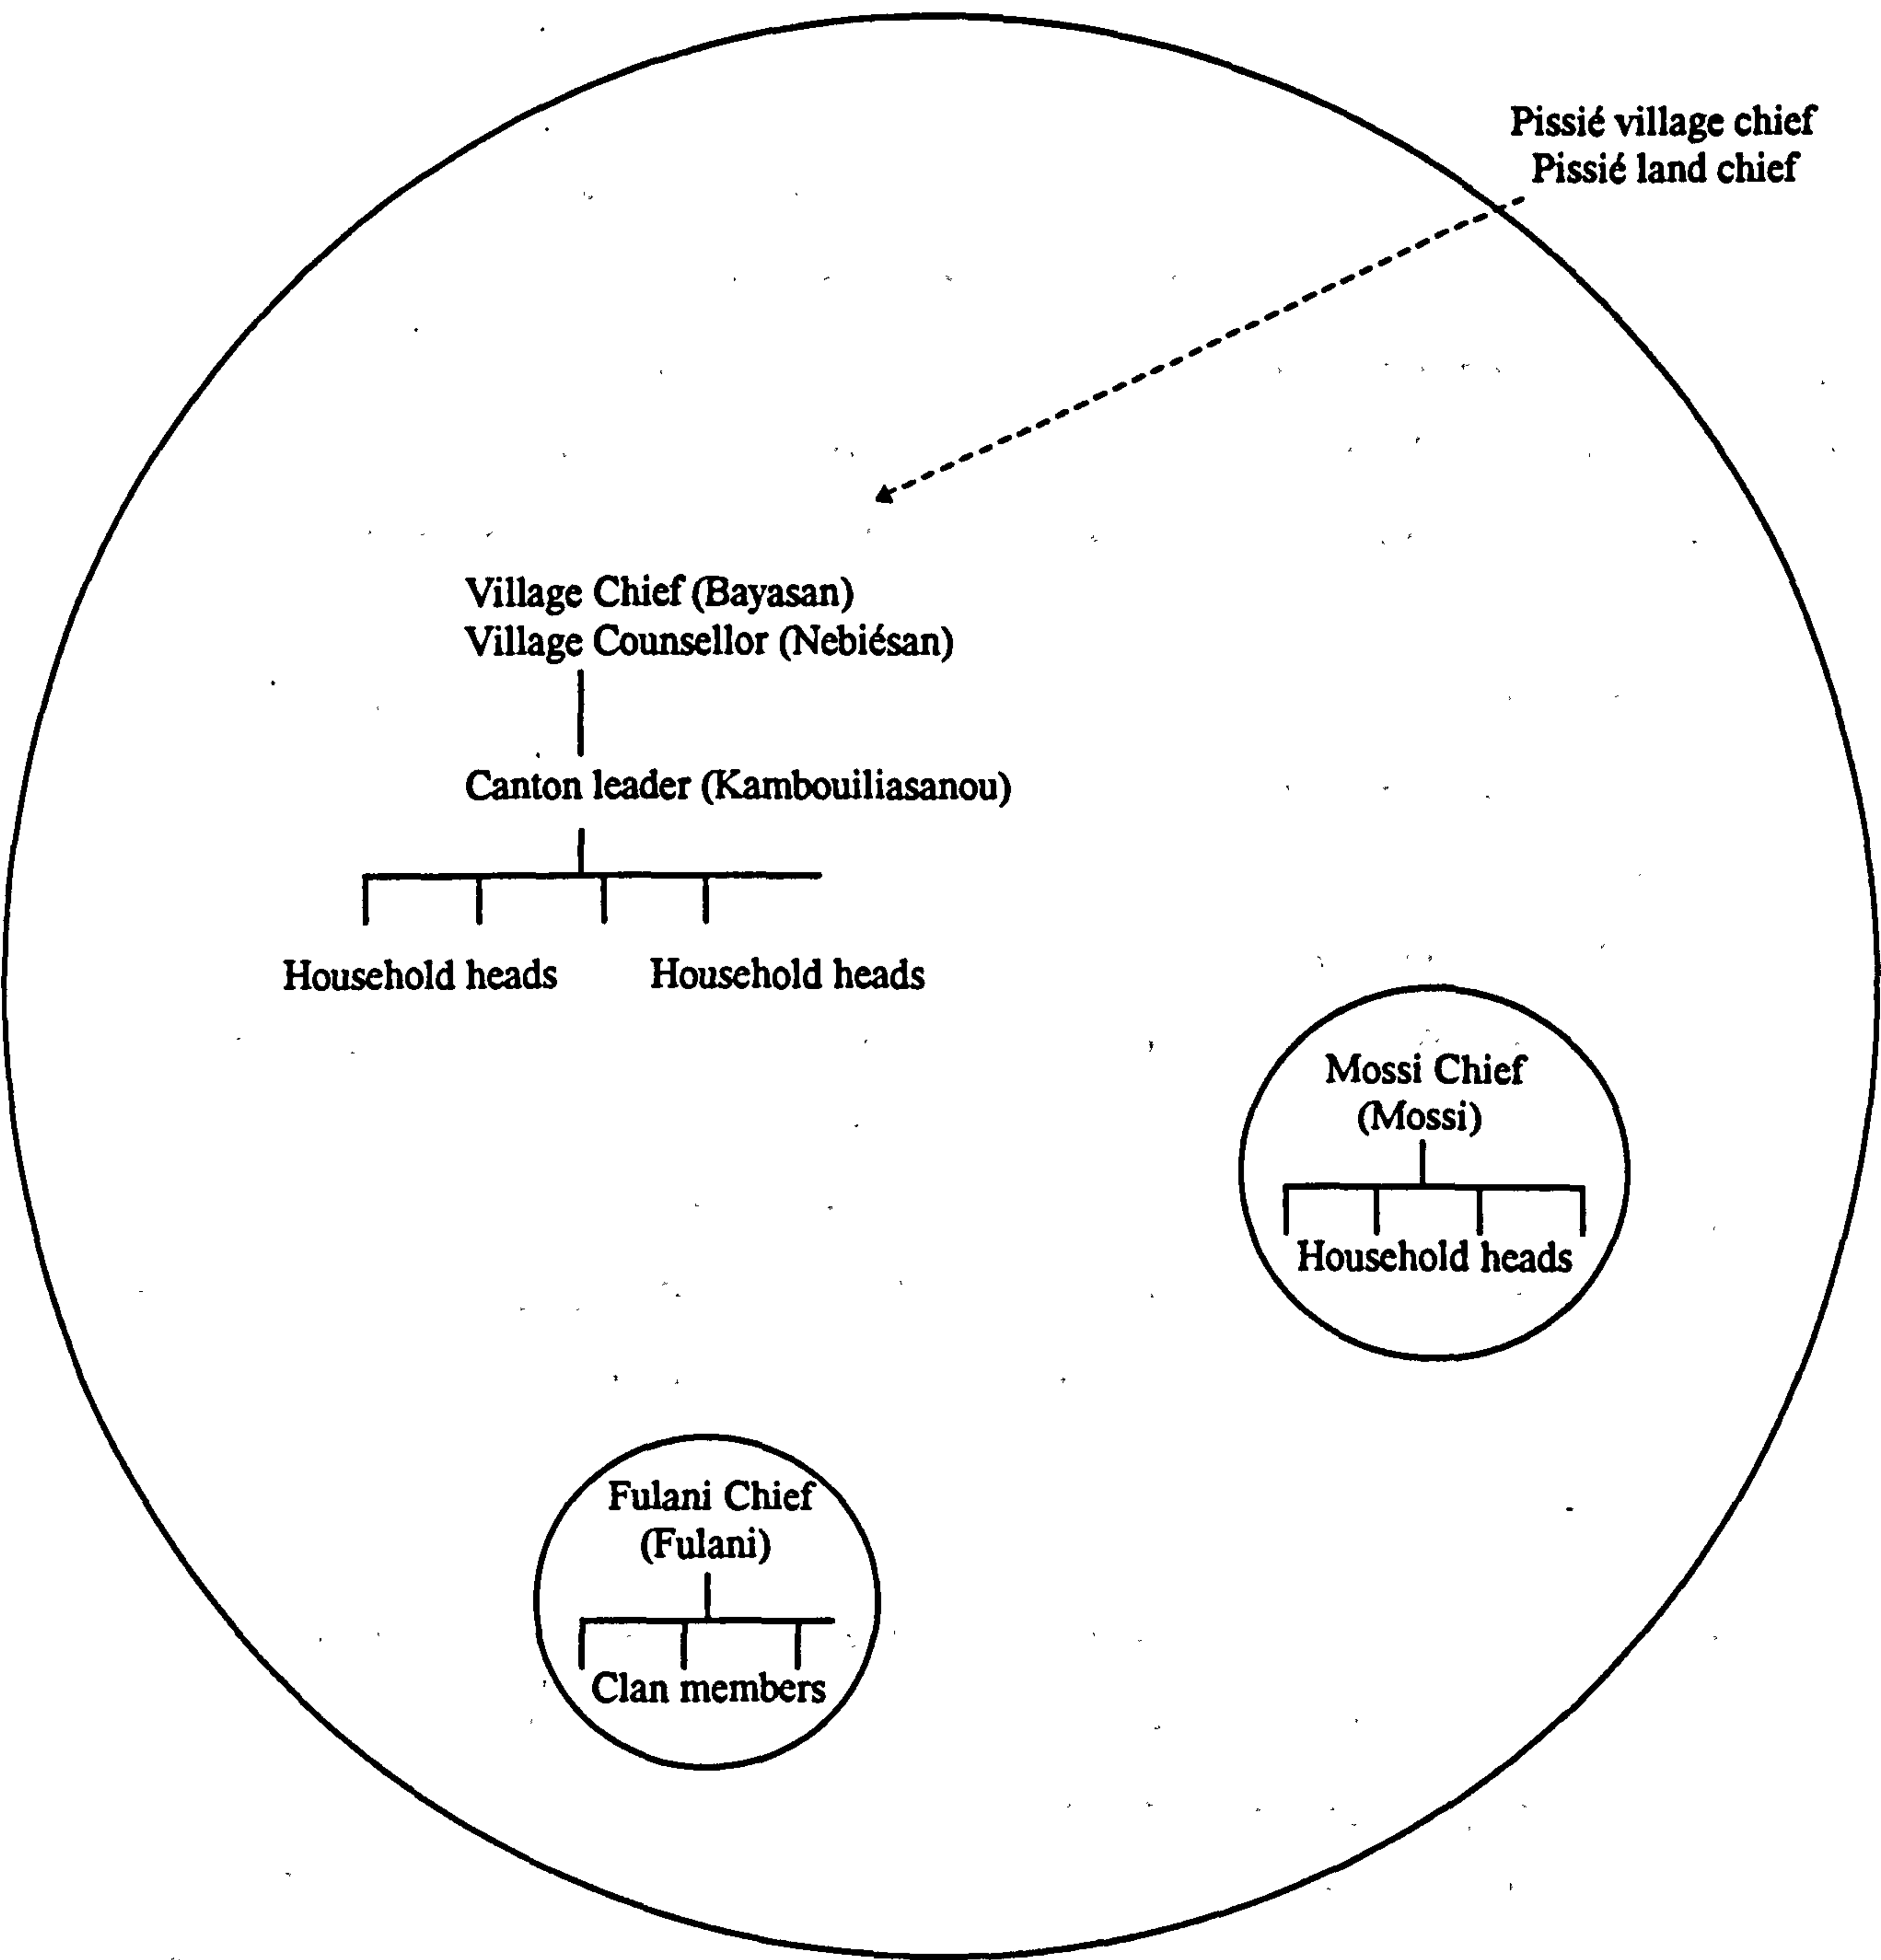 Pissié village chief
Pissié land chief
Village Chief (Bayasan)
Village Counsellor (Nebiésan)
Canton leader (Kambouiliasanou)
Household heads Household heads
Mossi Chief
(Mossi)
Household heads
Fulani Chief
(Fulani)
Clan members